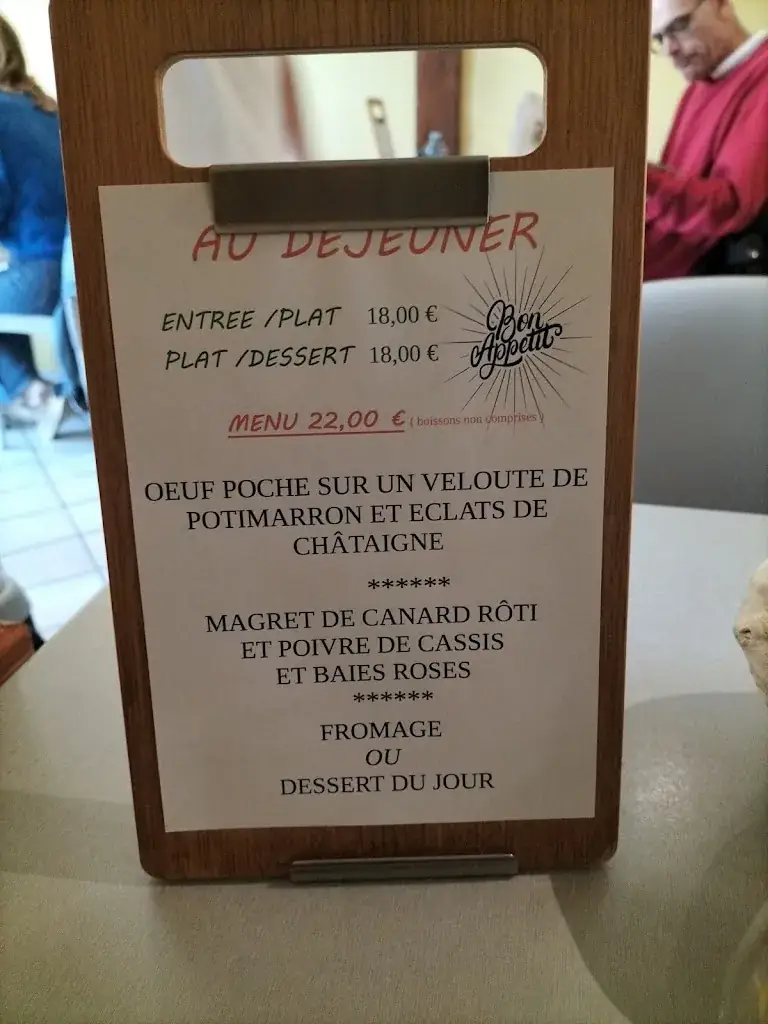 AU DEJEUNER
ENTREE /PLAT 18,00 €
PLAT /DESSERT 18,00 €
Bon
Appetit
MENU 22,00 € ( boissons non comprises )
OEUF POCHE SUR UN VELOUTE DE
POTIMARRON ET ECLATS DE
CHÂTAIGNE
******
MAGRET DE CANARD RÔTI
ET POIVRE DE CASSIS
ET BAIES ROSES
******
FROMAGE
OU
DESSERT DU JOUR